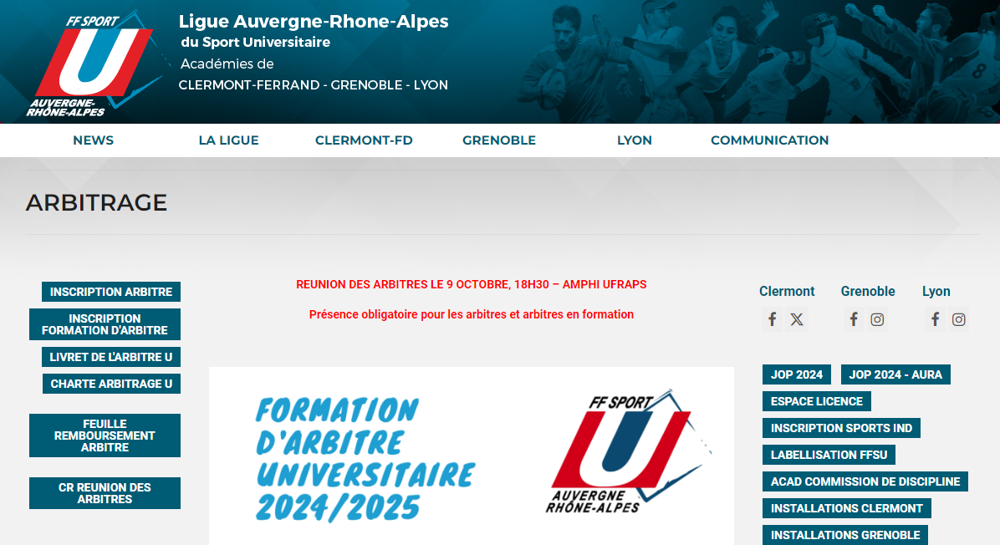 FF SPORT
U
AUVERGNE-
RHÔNE-ALPES
Ligue Auvergne-Rhone-Alpes
du Sport Universitaire
Académies de
CLERMONT-FERRAND - GRENOBLE - LYON
NEWS LA LIGUE CLERMONT-FD GRENOBLE LYON COMMUNICATION
ARBITRAGE
INSCRIPTION ARBITRE
INSCRIPTION
FORMATION D'ARBITRE
LIVRET DE L'ARBITRE U
CHARTE ARBITRAGE U
FEUILLE
REMBOURSEMENT
ARBITRE
CR REUNION DES
ARBITRES
REUNION DES ARBITRES LE 9 OCTOBRE, 18H30 – AMPHI UFRAPS
Présence obligatoire pour les arbitres et arbitres en formation
FORMATION
D'ARBITRE
UNIVERSITAIRE
2024/2025
FF SPORT
U
AUVERGNE
RHÔNE-ALPES
Clermont Grenoble Lyon
JOP 2024 JOP 2024 - AURA
ESPACE LICENCE
INSCRIPTION SPORTS IND
LABELLISATION FFSU
ACAD COMMISSION DE DISCIPLINE
INSTALLATIONS CLERMONT
INSTALLATIONS GRENOBLE
8